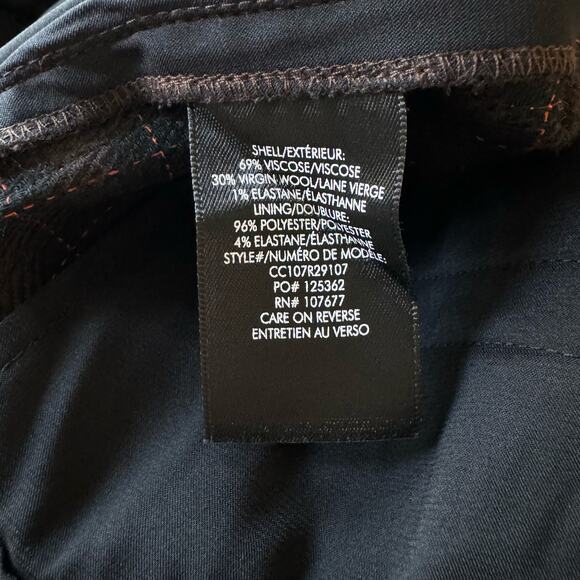 SHELL/EXTÉRIEUR:
69% VISCOSE/VISCOSE
30% VIRGIN WOOL/LAINE VIERGE
1% ELASTANE/ÉLASTHANNE
LINING/DOUBLURE:
96% POLYESTER/POLYESTER
4% ELASTANE/ÉLASTHANNE
STYLE#/NUMÉRO DE MODÈLE:
CC107R29107
PO# 125362
RN# 107677
CARE ON REVERSE
ENTRETIEN AU VERSO